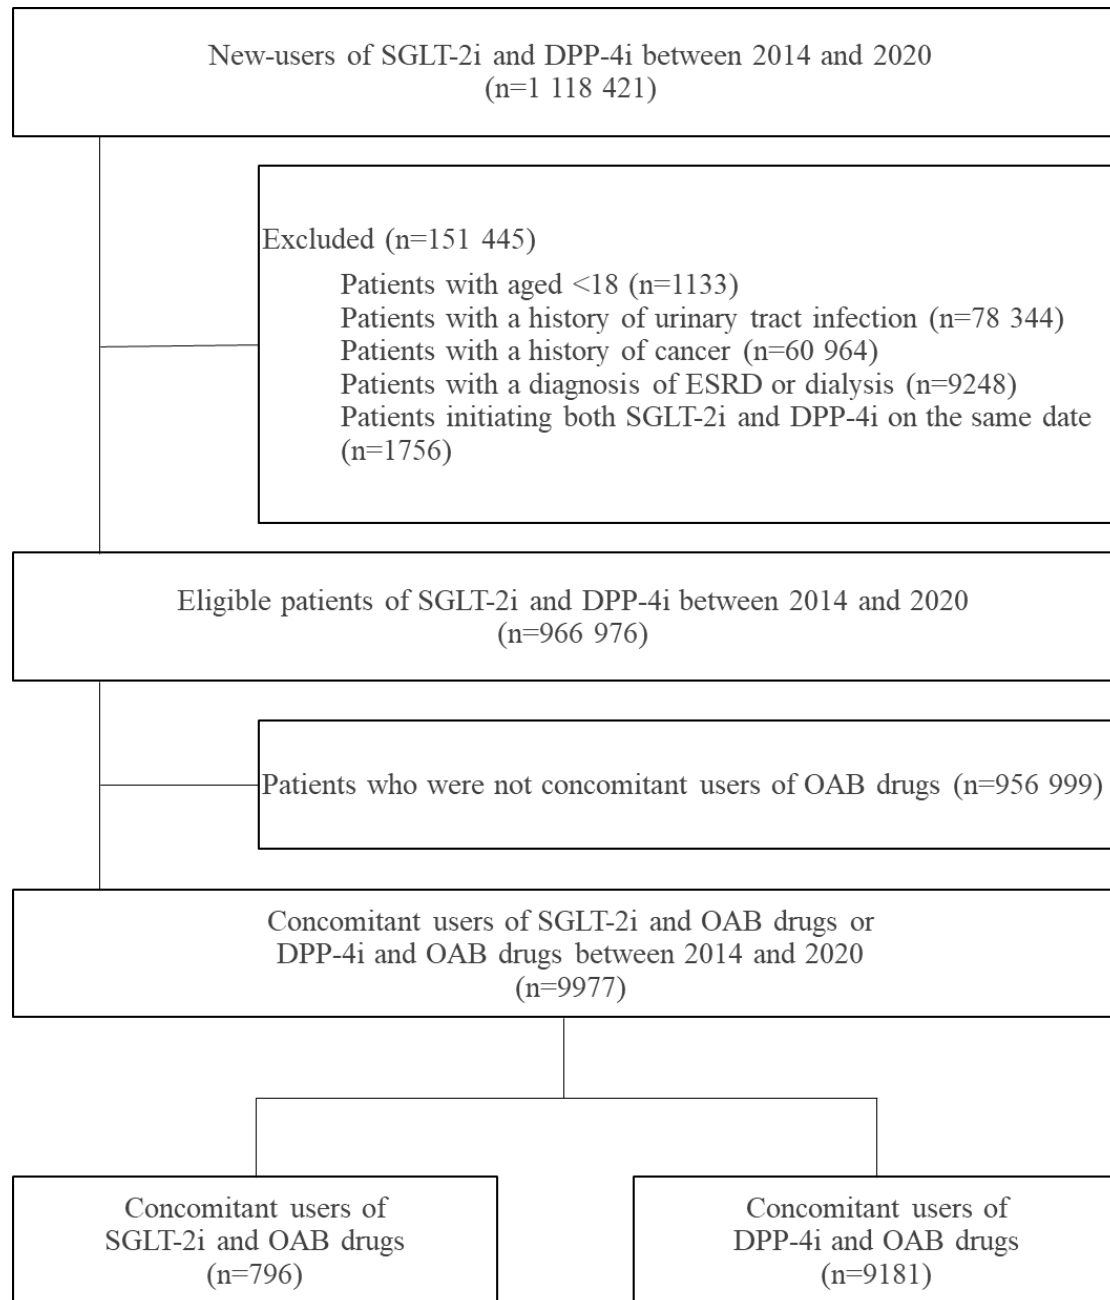 New-users of SGLT-2i and DPP-4i between 2014 and 2020
(n=1 118 421)
Excluded (n=151 445)
Patients with aged <18 (n=1133)
Patients with a history of urinary tract infection (n=78 344)
Patients with a history of cancer (n=60 964)
Patients with a diagnosis of ESRD or dialysis (n=9248)
Patients initiating both SGLT-2i and DPP-4i on the same date
(n=1756)
Eligible patients of SGLT-2i and DPP-4i between 2014 and 2020
(n=966 976)
Patients who were not concomitant users of OAB drugs (n=956 999)
Concomitant users of SGLT-2i and OAB drugs or
DPP-4i and OAB drugs between 2014 and 2020
(n=9977)
Concomitant users of
SGLT-2i and OAB drugs
(n=796)
Concomitant users of
DPP-4i and OAB drugs
(n=9181)